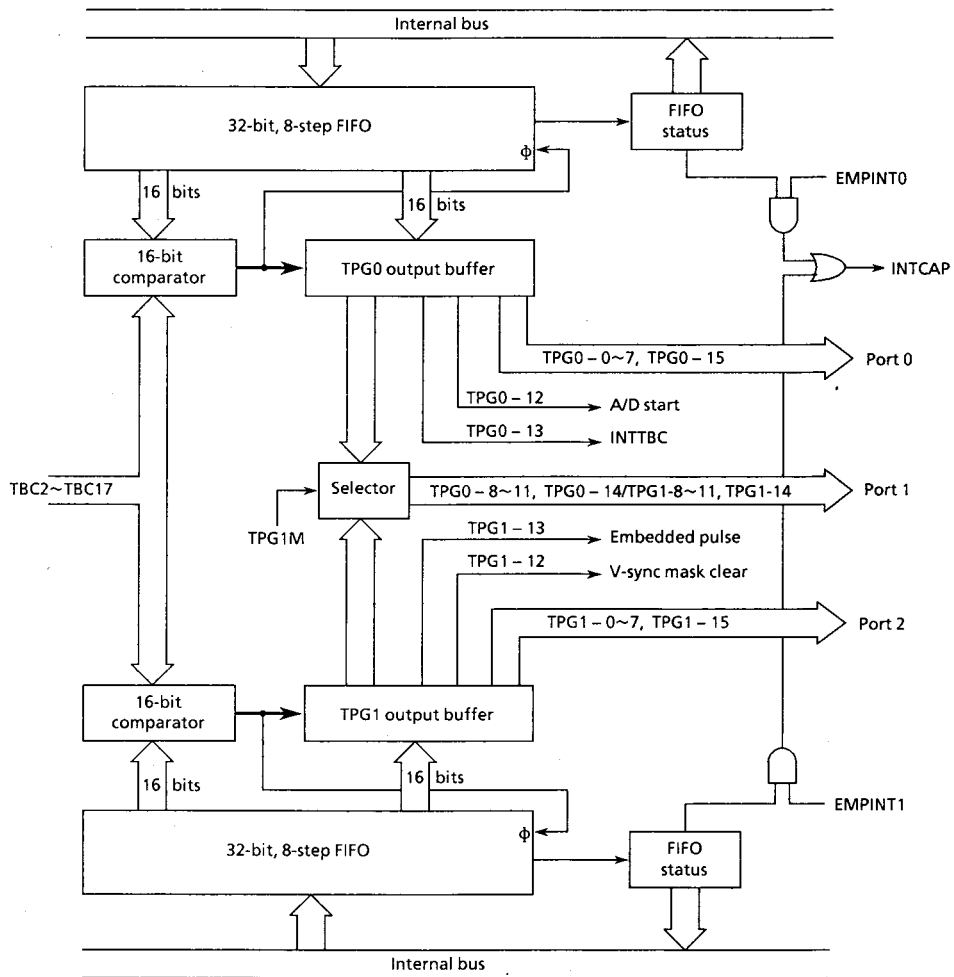 Internal bus
32-bit, 8-step FIFO
Φ
FIFO
status
16 bits
16 bits
EMPINT0
16-bit
comparator
TPG0 output buffer
INTCAP
TPG0 – 0~7, TPG0 – 15
Port 0
TPG0 – 12
A/D start
TPG0 – 13
INTTBC
TBC2~TBC17
Selector
TPG0 – 8~11, TPG0 – 14/TPG1-8~11, TPG1-14
Port 1
TPG1M
TPG1 – 13
Embedded pulse
TPG1 – 12
V-sync mask clear
TPG1 – 0~7, TPG1 – 15
Port 2
16-bit
comparator
TPG1 output buffer
16 bits
16 bits
EMPINT1
Φ
32-bit, 8-step FIFO
FIFO
status
Internal bus